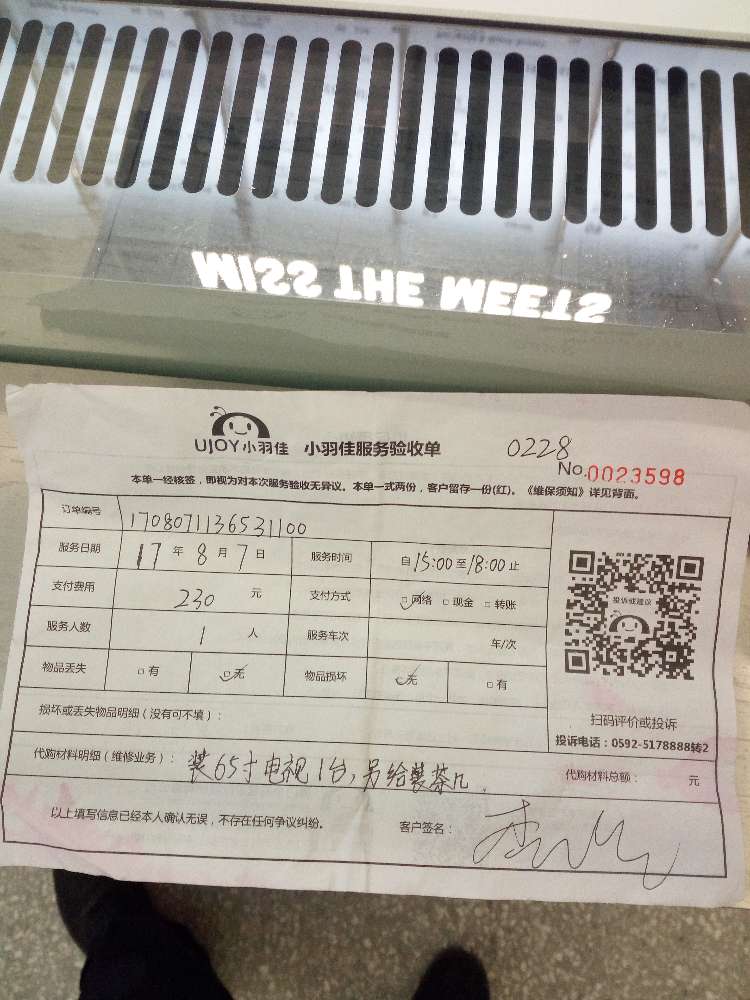 MISS THE MEETS
UJOY小羽佳 小羽佳服务验收单 0228
No.0023598
本单一经核签，即视为对本次服务验收无异议。本单一式两份，客户留存一份(红)。《维保须知》详见背面。
订单编号 1708071136531100
服务日期 17年8月7日 服务时间 自15:00至18:00止
支付费用 230元 支付方式 网络 现金 转账
服务人数 1人 服务车次 车/次
物品丢失 有 无 物品损坏 无 有
投诉或建议
扫码评价或投诉
投诉电话：0592-5178888转2
损坏或丢失物品明细（没有可不填）：
代购材料明细（维修业务）：装65寸电视1台，另给装茶几. 代购材料总额： 元
以上填写信息已经本人确认无误，不存在任何争议纠纷。 客户签名：